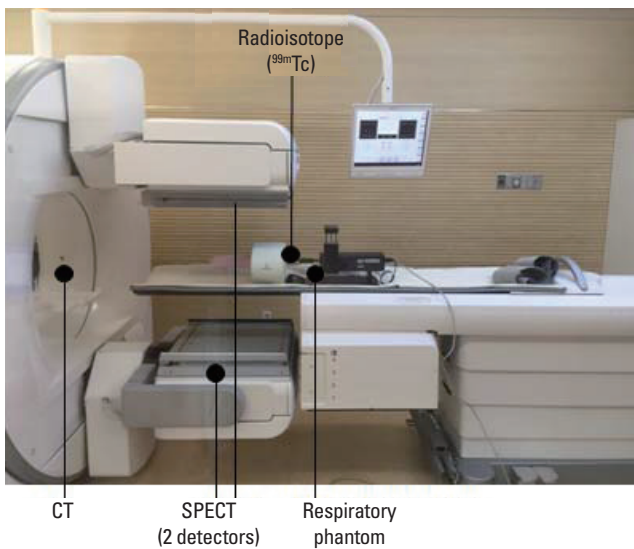 Radioisotope
(⁹⁹ᵐTc)
CT
SPECT
(2 detectors)
Respiratory
phantom